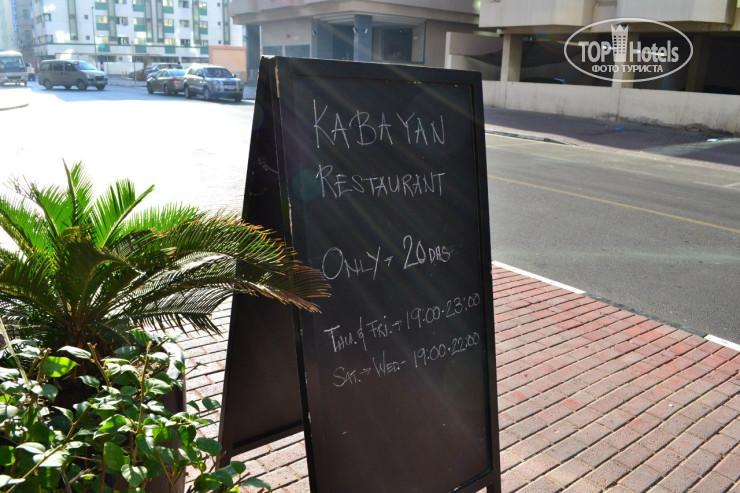 KABAYAN
RESTAURANT
ONLY → 20 DHS
THU. & FRI. → 19:00-23:00
SAT. → WED. - 19:00-22:00
TOP Hotels
ФОТО ТУРИСТА